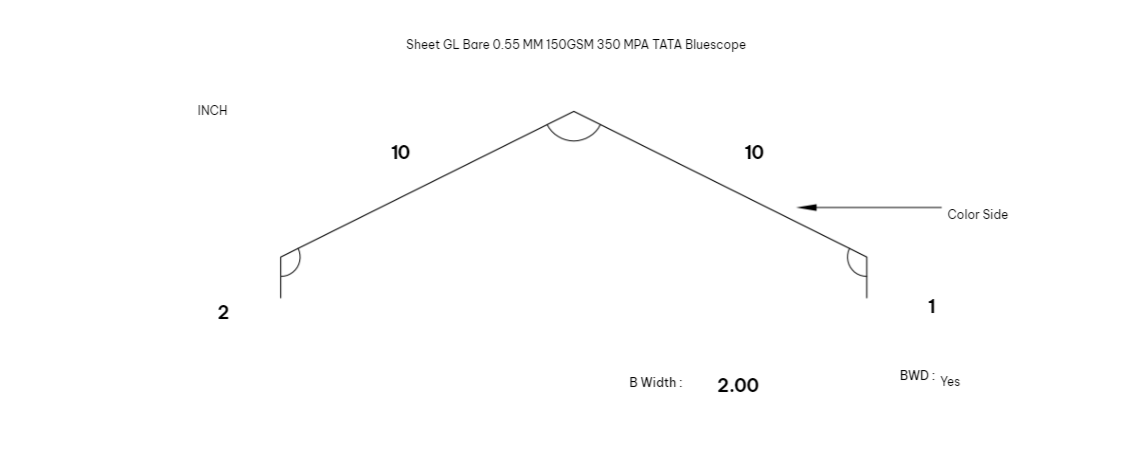 Sheet GL Bare 0.55 MM 150GSM 350 MPA TATA Bluescope
INCH
10
10
Color Side
2
1
B Width : 2.00
BWD : Yes